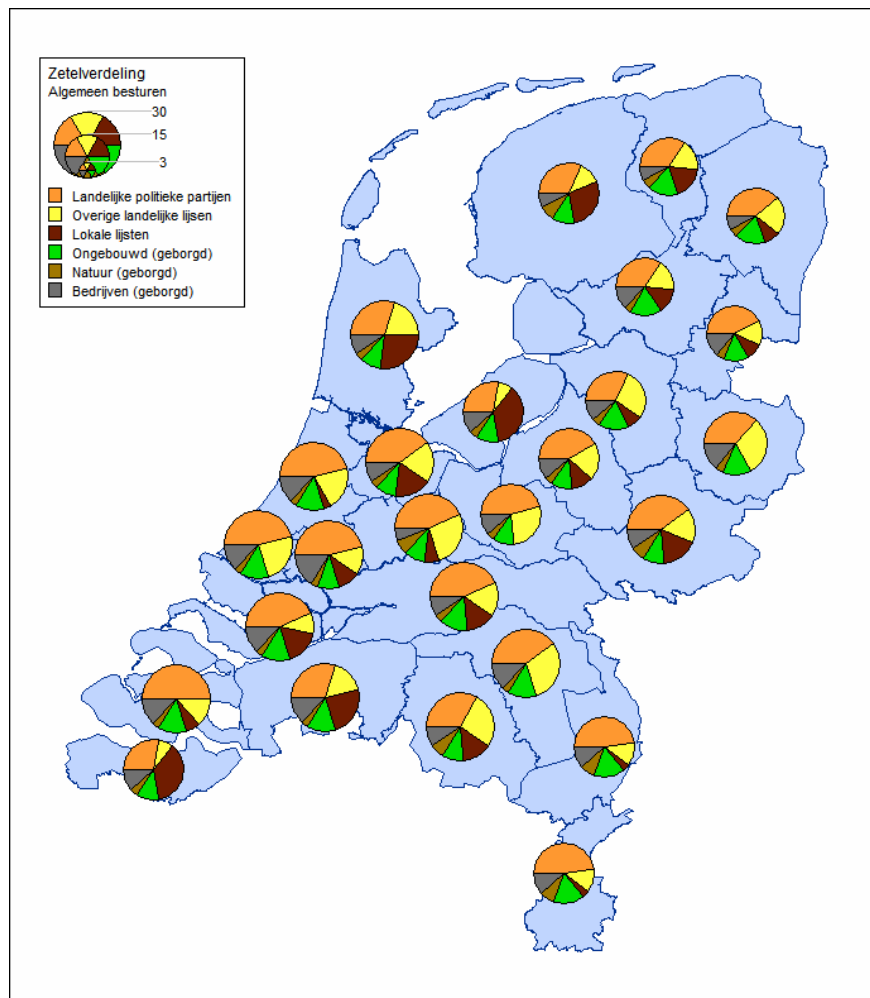 Zetelverdeling
Algemeen besturen
30
15
3
Landelijke politieke partijen
Overige landelijke lijsen
Lokale lijsten
Ongebouwd (geborgd)
Natuur (geborgd)
Bedrijven (geborgd)